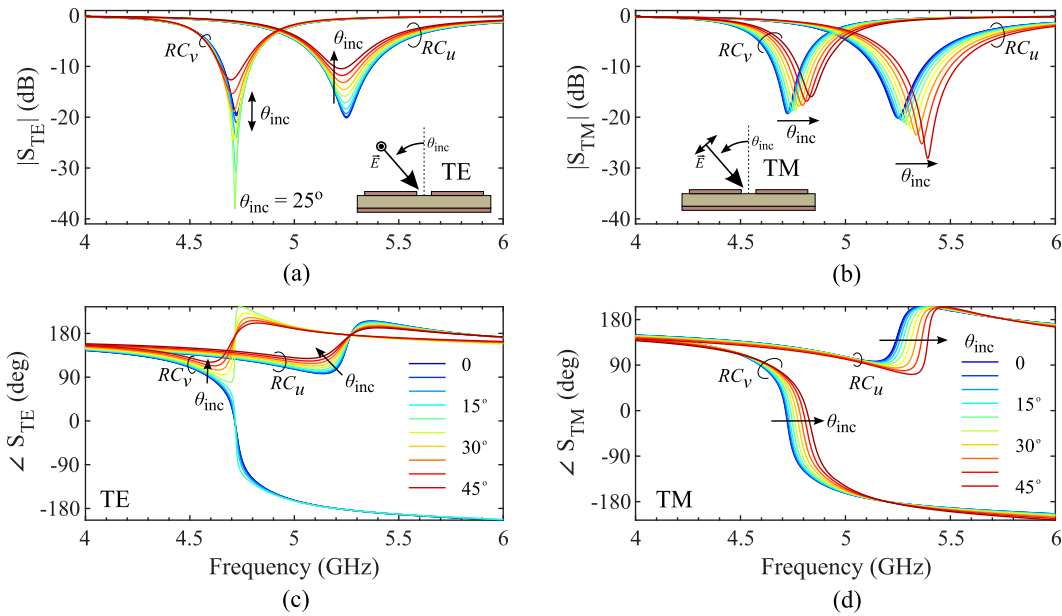 0
-10
-20
-30
-40
|S_TE| (dB)
RC_v
θ_inc
RC_u
θ_inc
θ_inc = 25°
E⃗
θ_inc
TE
4 4.5 5 5.5 6
(a)
0
-10
-20
-30
-40
|S_TM| (dB)
RC_v
RC_u
θ_inc
θ_inc
E⃗
θ_inc
TM
4 4.5 5 5.5 6
(b)
180
90
0
-90
-180
∠ S_TE (deg)
RC_v
θ_inc
RC_u
θ_inc
0
15°
30°
45°
TE
4 4.5 5 5.5 6
Frequency (GHz)
(c)
180
90
0
-90
-180
∠ S_TM (deg)
RC_v
RC_u
θ_inc
θ_inc
0
15°
30°
45°
TM
4 4.5 5 5.5 6
Frequency (GHz)
(d)